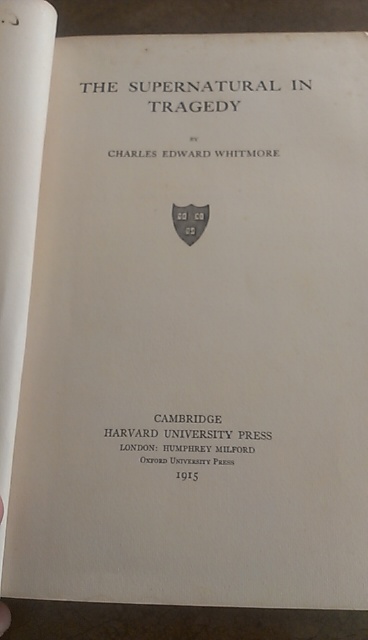 THE SUPERNATURAL IN
TRAGEDY
BY
CHARLES EDWARD WHITMORE
CAMBRIDGE
HARVARD UNIVERSITY PRESS
LONDON: HUMPHREY MILFORD
OXFORD UNIVERSITY PRESS
1915